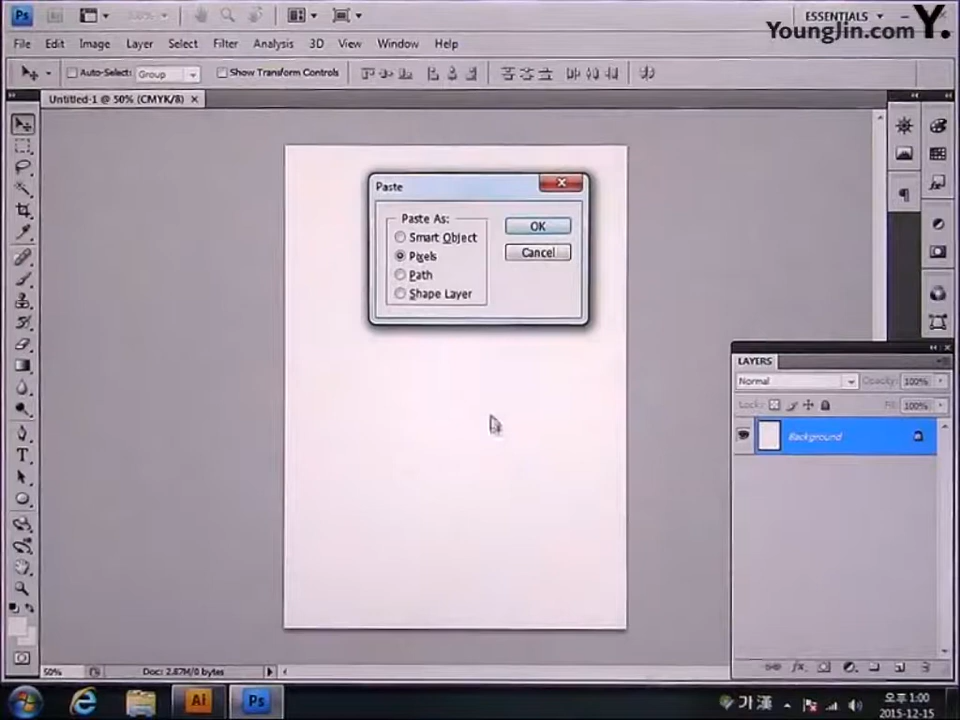 Ps
100%
ESSENTIALS
YoungJin.com Y.
File Edit Image Layer Select Filter Analysis 3D View Window Help
Auto-Select: Group Show Transform Controls
Untitled-1 @ 50% (CMYK/8)
Paste
Paste As:
Smart Object
Pixels
Path
Shape Layer
OK
Cancel
LAYERS
Normal Opacity: 100%
Lock: Fill: 100%
Background
50% Doc: 2.87M/0 bytes
Ai Ps
가 漢
오후 1:00
2015-12-15